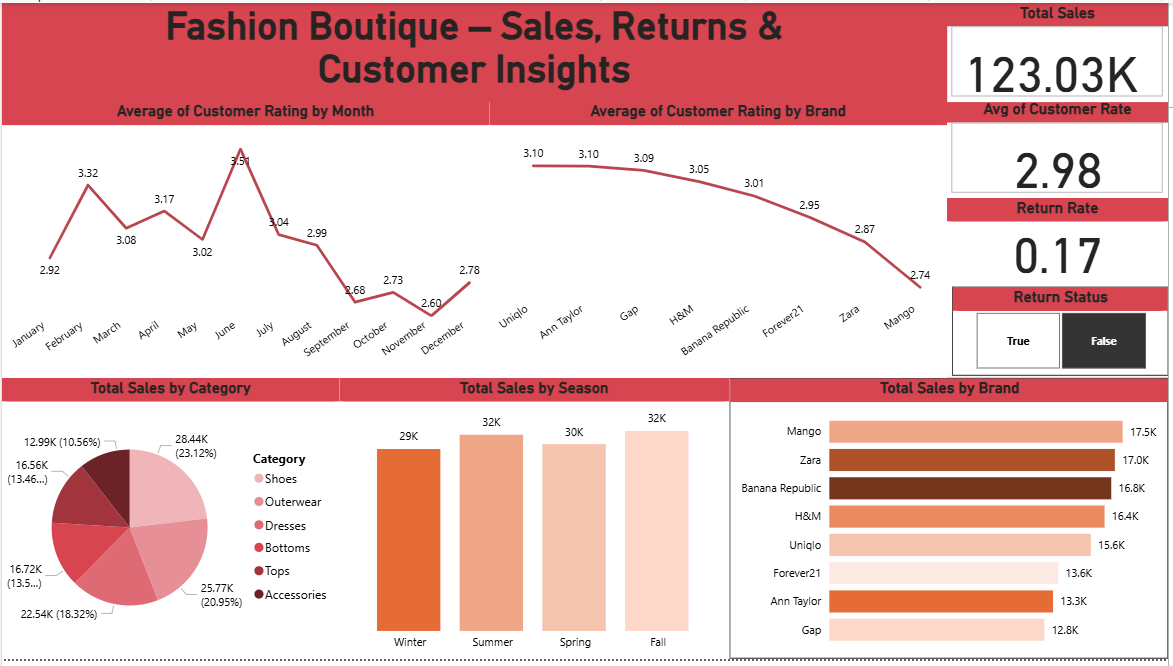 Fashion Boutique – Sales, Returns &
Customer Insights
Total Sales
123.03K
Avg of Customer Rate
2.98
Return Rate
0.17
Return Status
True
False
Average of Customer Rating by Month
2.92
3.32
3.08
3.17
3.02
3.51
3.04
2.99
2.68
2.73
2.60
2.78
January
February
March
April
May
June
July
August
September
October
November
December
Average of Customer Rating by Brand
3.10
3.10
3.09
3.05
3.01
2.95
2.87
2.74
Uniqlo
Ann Taylor
Gap
H&M
Banana Republic
Forever21
Zara
Mango
Total Sales by Category
28.44K
(23.12%)
25.77K
(20.95%)
22.54K (18.32%)
16.72K
(13.5...)
16.56K
(13.46...)
12.99K (10.56%)
Category
Shoes
Outerwear
Dresses
Bottoms
Tops
Accessories
Total Sales by Season
29K
32K
30K
32K
Winter
Summer
Spring
Fall
Total Sales by Brand
Mango 17.5K
Zara 17.0K
Banana Republic 16.8K
H&M 16.4K
Uniqlo 15.6K
Forever21 13.6K
Ann Taylor 13.3K
Gap 12.8K